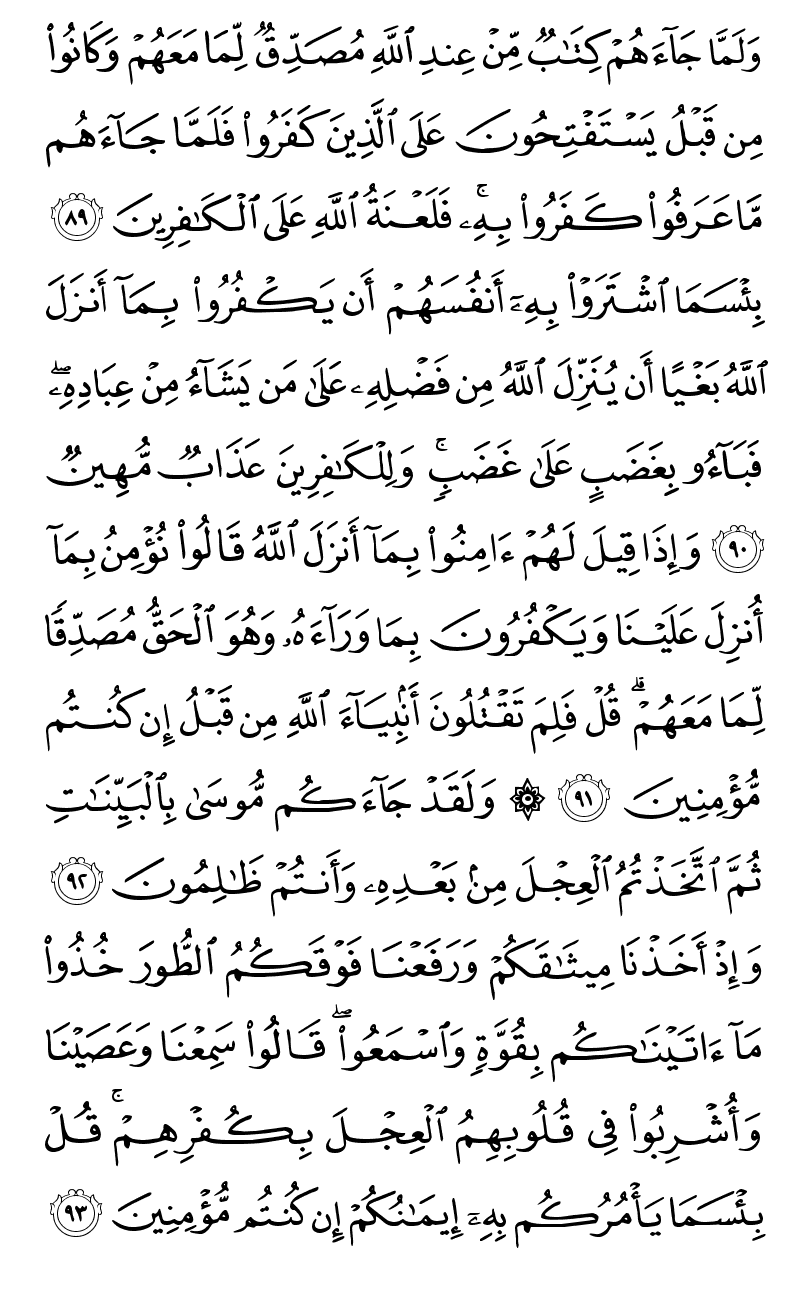 وَلَمَّا جَآءَهُمْ كِتَٰبٌ مِّنْ عِندِ ٱللَّهِ مُصَدِّقٌ لِّمَا مَعَهُمْ وَكَانُوا۟
مِن قَبْلُ يَسْتَفْتِحُونَ عَلَى ٱلَّذِينَ كَفَرُوا۟ فَلَمَّا جَآءَهُم
مَّا عَرَفُوا۟ كَفَرُوا۟ بِهِۦ ۚ فَلَعْنَةُ ٱللَّهِ عَلَى ٱلْكَٰفِرِينَ ٨٩
بِئْسَمَا ٱشْتَرَوْا۟ بِهِۦٓ أَنفُسَهُمْ أَن يَكْفُرُوا۟ بِمَآ أَنزَلَ
ٱللَّهُ بَغْيًا أَن يُنَزِّلَ ٱللَّهُ مِن فَضْلِهِۦ عَلَىٰ مَن يَشَآءُ مِنْ عِبَادِهِۦ ۖ
فَبَآءُو بِغَضَبٍ عَلَىٰ غَضَبٍ ۚ وَلِلْكَٰفِرِينَ عَذَابٌ مُّهِينٌ
٩٠ وَإِذَا قِيلَ لَهُمْ ءَامِنُوا۟ بِمَآ أَنزَلَ ٱللَّهُ قَالُوا۟ نُؤْمِنُ بِمَآ
أُنزِلَ عَلَيْنَا وَيَكْفُرُونَ بِمَا وَرَآءَهُۥ وَهُوَ ٱلْحَقُّ مُصَدِّقًا
لِّمَا مَعَهُمْ ۗ قُلْ فَلِمَ تَقْتُلُونَ أَنۢبِيَآءَ ٱللَّهِ مِن قَبْلُ إِن كُنتُم
مُّؤْمِنِينَ ٩١ ۞ وَلَقَدْ جَآءَكُم مُّوسَىٰ بِٱلْبَيِّنَٰتِ
ثُمَّ ٱتَّخَذْتُمُ ٱلْعِجْلَ مِنۢ بَعْدِهِۦ وَأَنتُمْ ظَٰلِمُونَ ٩٢
وَإِذْ أَخَذْنَا مِيثَٰقَكُمْ وَرَفَعْنَا فَوْقَكُمُ ٱلطُّورَ خُذُوا۟
مَآ ءَاتَيْنَٰكُم بِقُوَّةٍ وَٱسْمَعُوا۟ ۖ قَالُوا۟ سَمِعْنَا وَعَصَيْنَا
وَأُشْرِبُوا۟ فِى قُلُوبِهِمُ ٱلْعِجْلَ بِكُفْرِهِمْ ۚ قُلْ
بِئْسَمَا يَأْمُرُكُم بِهِۦٓ إِيمَٰنُكُمْ إِن كُنتُم مُّؤْمِنِينَ ٩٣